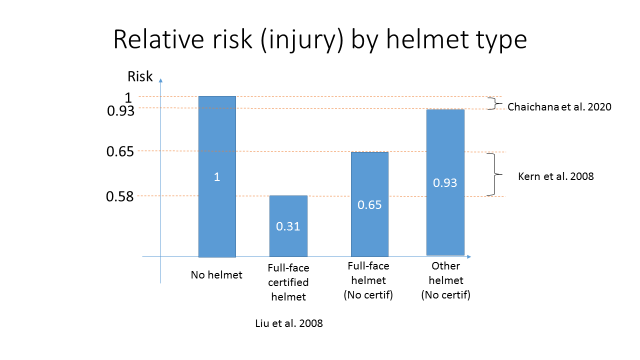 Relative risk (injury) by helmet type
Risk
1
0.93
0.65
0.58
1
0.31
0.65
0.93
Chaichana et al. 2020
Kern et al. 2008
No helmet
Full-face
certified
helmet
Full-face
helmet
(No certif)
Other
helmet
(No certif)
Liu et al. 2008